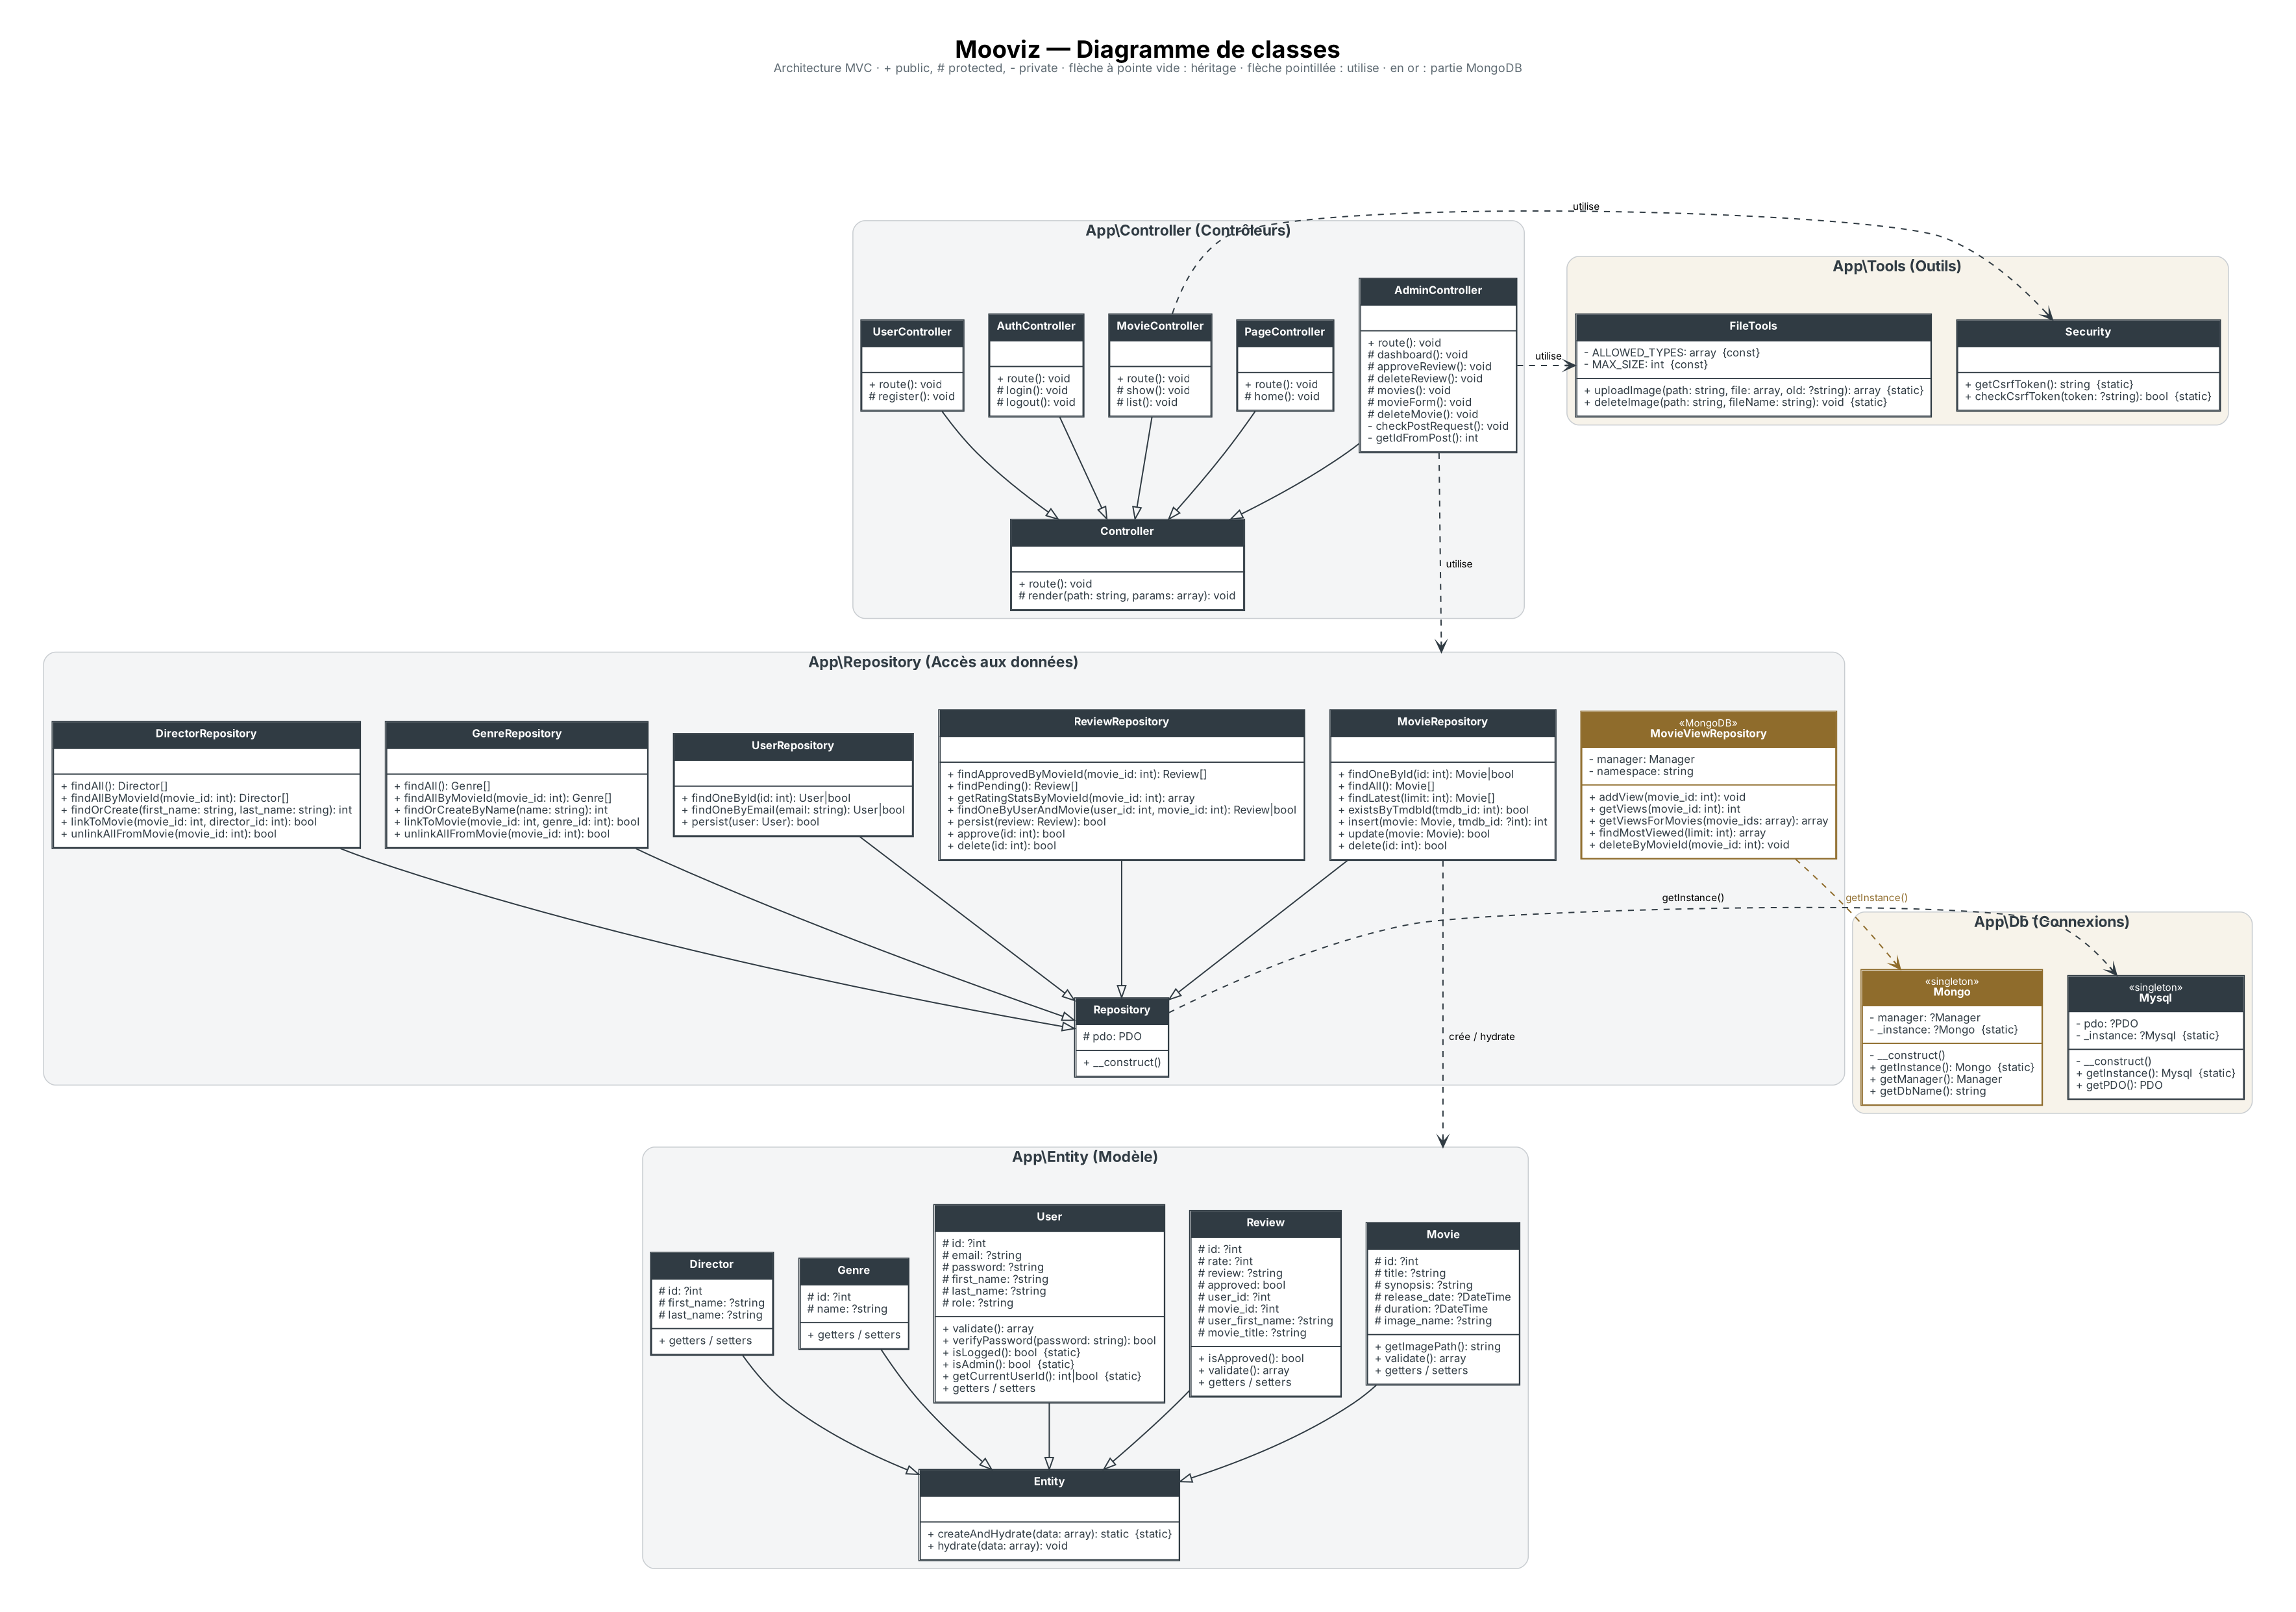 Mooviz — Diagramme de classes
Architecture MVC · + public, # protected, - private · flèche à pointe vide : héritage · flèche pointillée : utilise · en or : partie MongoDB
utilise
App\Controller (Contrôleurs)
UserController
+ route(): void
# register(): void
AuthController
+ route(): void
# login(): void
# logout(): void
MovieController
+ route(): void
# show(): void
# list(): void
PageController
+ route(): void
# home(): void
AdminController
+ route(): void
# dashboard(): void
# approveReview(): void
# deleteReview(): void
# movies(): void
# movieForm(): void
# deleteMovie(): void
- checkPostRequest(): void
- getIdFromPost(): int
utilise
App\Tools (Outils)
FileTools
- ALLOWED_TYPES: array {const}
- MAX_SIZE: int {const}
+ uploadImage(path: string, file: array, old: ?string): array {static}
+ deleteImage(path: string, fileName: string): void {static}
Security
+ getCsrfToken(): string {static}
+ checkCsrfToken(token: ?string): bool {static}
Controller
+ route(): void
# render(path: string, params: array): void
utilise
App\Repository (Accès aux données)
DirectorRepository
+ findAll(): Director[]
+ findAllByMovieId(movie_id: int): Director[]
+ findOrCreate(first_name: string, last_name: string): int
+ linkToMovie(movie_id: int, director_id: int): bool
+ unlinkAllFromMovie(movie_id: int): bool
GenreRepository
+ findAll(): Genre[]
+ findAllByMovieId(movie_id: int): Genre[]
+ findOrCreateByName(name: string): int
+ linkToMovie(movie_id: int, genre_id: int): bool
+ unlinkAllFromMovie(movie_id: int): bool
UserRepository
+ findOneById(id: int): User|bool
+ findOneByEmail(email: string): User|bool
+ persist(user: User): bool
ReviewRepository
+ findApprovedByMovieId(movie_id: int): Review[]
+ findPending(): Review[]
+ getRatingStatsByMovieId(movie_id: int): array
+ findOneByUserAndMovie(user_id: int, movie_id: int): Review|bool
+ persist(review: Review): bool
+ approve(id: int): bool
+ delete(id: int): bool
MovieRepository
+ findOneById(id: int): Movie|bool
+ findAll(): Movie[]
+ findLatest(limit: int): Movie[]
+ existsByTmdbId(tmdb_id: int): bool
+ insert(movie: Movie, tmdb_id: ?int): int
+ update(movie: Movie): bool
+ delete(id: int): bool
«MongoDB»
MovieViewRepository
- manager: Manager
- namespace: string
+ addView(movie_id: int): void
+ getViews(movie_id: int): int
+ getViewsForMovies(movie_ids: array): array
+ findMostViewed(limit: int): array
+ deleteByMovieId(movie_id: int): void
getInstance()
getInstance()
Repository
# pdo: PDO
+ __construct()
App\Db (Connexions)
«singleton»
Mongo
- manager: ?Manager
- _instance: ?Mongo {static}
- __construct()
+ getInstance(): Mongo {static}
+ getManager(): Manager
+ getDbName(): string
«singleton»
Mysql
- pdo: ?PDO
- _instance: ?Mysql {static}
- __construct()
+ getInstance(): Mysql {static}
+ getPDO(): PDO
crée / hydrate
App\Entity (Modèle)
Director
# id: ?int
# first_name: ?string
# last_name: ?string
+ getters / setters
Genre
# id: ?int
# name: ?string
+ getters / setters
User
# id: ?int
# email: ?string
# password: ?string
# first_name: ?string
# last_name: ?string
# role: ?string
+ validate(): array
+ verifyPassword(password: string): bool
+ isLogged(): bool {static}
+ isAdmin(): bool {static}
+ getCurrentUserId(): int|bool {static}
+ getters / setters
Review
# id: ?int
# rate: ?int
# review: ?string
# approved: bool
# user_id: ?int
# movie_id: ?int
# user_first_name: ?string
# movie_title: ?string
+ isApproved(): bool
+ validate(): array
+ getters / setters
Movie
# id: ?int
# title: ?string
# synopsis: ?string
# release_date: ?DateTime
# duration: ?DateTime
# image_name: ?string
+ getImagePath(): string
+ validate(): array
+ getters / setters
Entity
+ createAndHydrate(data: array): static {static}
+ hydrate(data: array): void